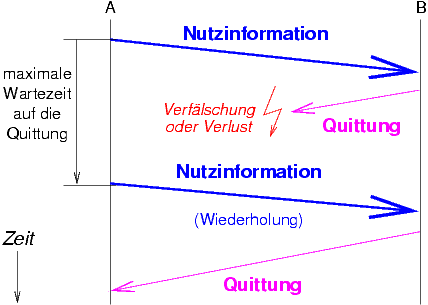 A
B
Nutzinformation
maximale
Wartezeit
auf die
Quittung
Verfälschung
oder Verlust
Quittung
Nutzinformation
(Wiederholung)
Zeit
Quittung